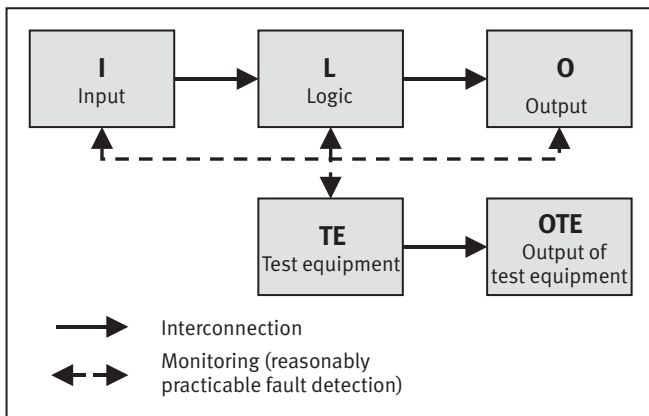 I
Input
L
Logic
O
Output
TE
Test equipment
OTE
Output of
test equipment
Interconnection
Monitoring (reasonably
practicable fault detection)